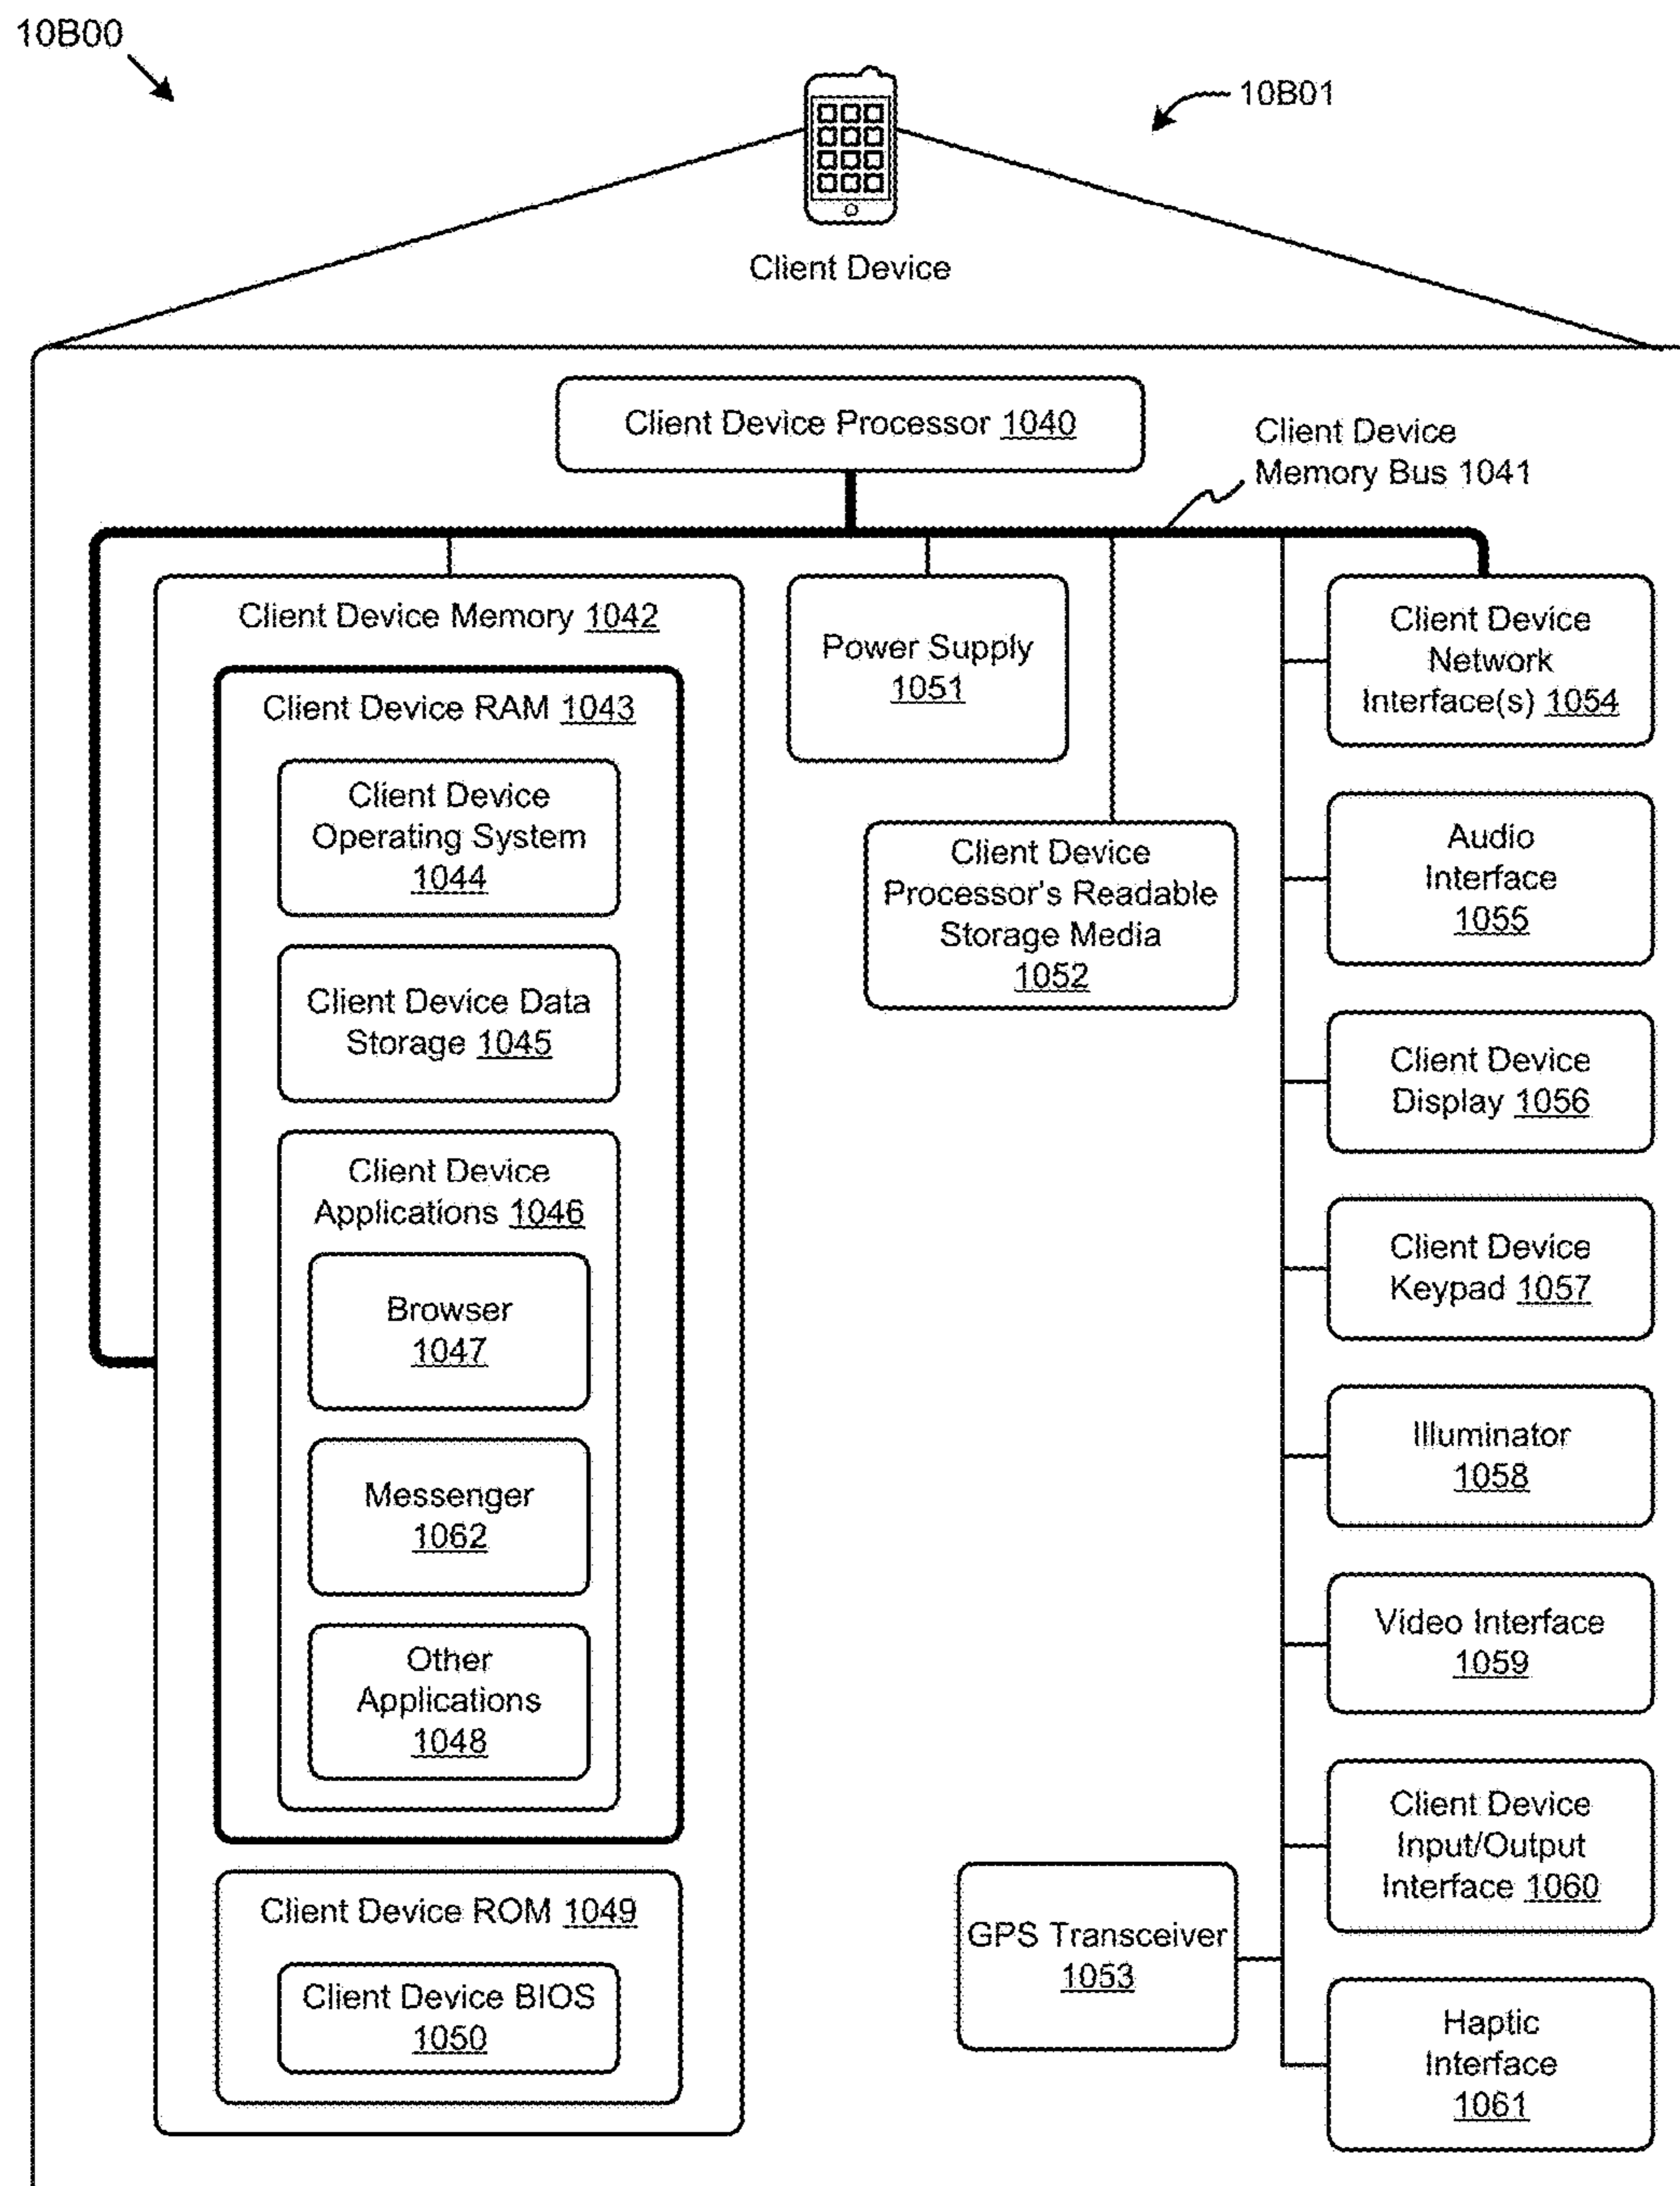 10B00
10B01
Client Device
Client Device Processor 1040
Client Device
Memory Bus 1041
Client Device Memory 1042
Client Device RAM 1043
Client Device
Operating System
1044
Client Device Data
Storage 1045
Client Device
Applications 1046
Browser
1047
Messenger
1062
Other
Applications
1048
Client Device ROM 1049
Client Device BIOS
1050
Power Supply
1051
Client Device
Processor's Readable
Storage Media
1052
GPS Transceiver
1053
Client Device
Network
Interface(s) 1054
Audio
Interface
1055
Client Device
Display 1056
Client Device
Keypad 1057
Illuminator
1058
Video Interface
1059
Client Device
Input/Output
Interface 1060
Haptic
Interface
1061